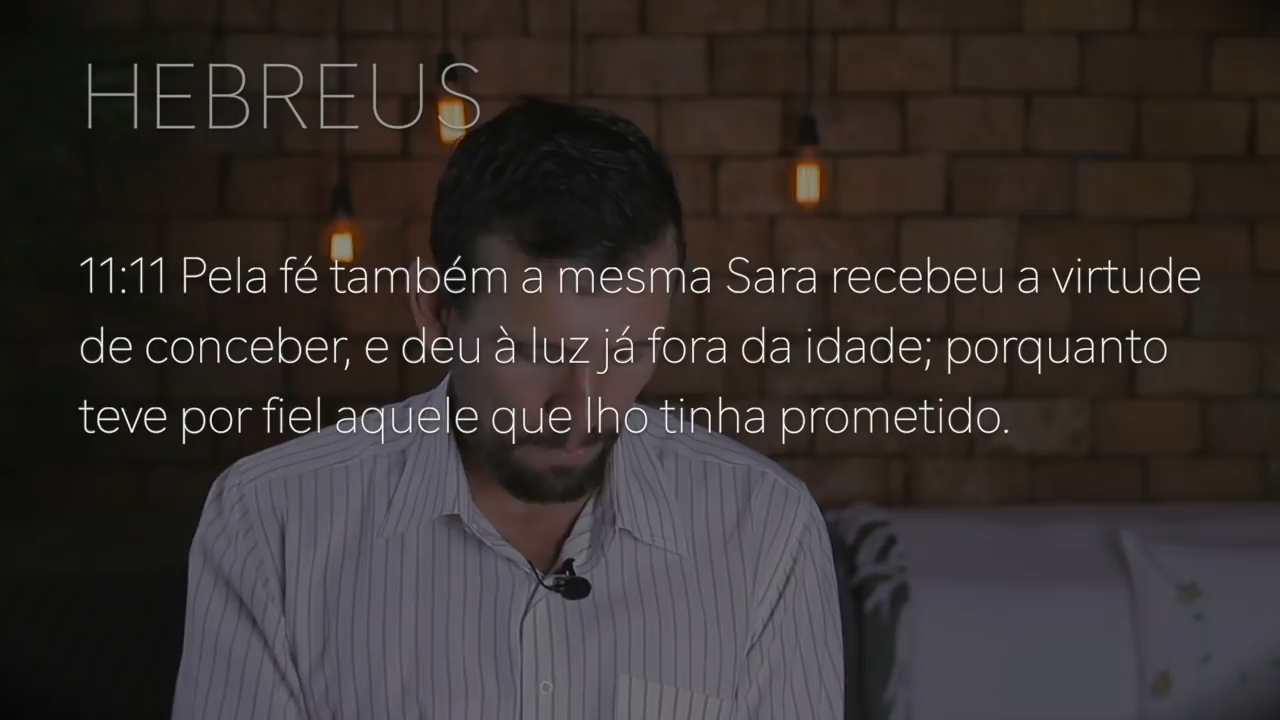 HEBREUS
11:11 Pela fé também a mesma Sara recebeu a virtude
de conceber, e deu à luz já fora da idade; porquanto
teve por fiel aquele que lho tinha prometido.